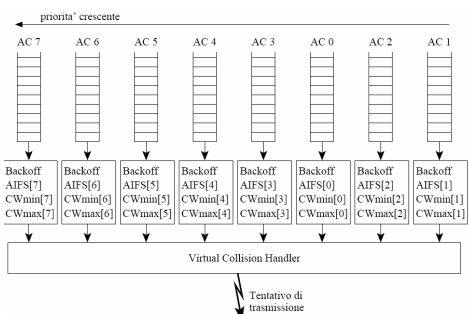 priorita' crescente
AC 7 AC 6 AC 5 AC 4 AC 3 AC 0 AC 2 AC 1
Backoff Backoff Backoff Backoff Backoff Backoff Backoff Backoff
AIFS[7] AIFS[6] AIFS[5] AIFS[4] AIFS[3] AIFS[0] AIFS[2] AIFS[1]
CWmin[7] CWmin[6] CWmin[5] CWmin[4] CWmin[3] CWmin[0] CWmin[2] CWmin[1]
CWmax[7] CWmax[6] CWmax[5] CWmax[4] CWmax[3] CWmax[0] CWmax[2] CWmax[1]
Virtual Collision Handler
Tentativo di
trasmissione